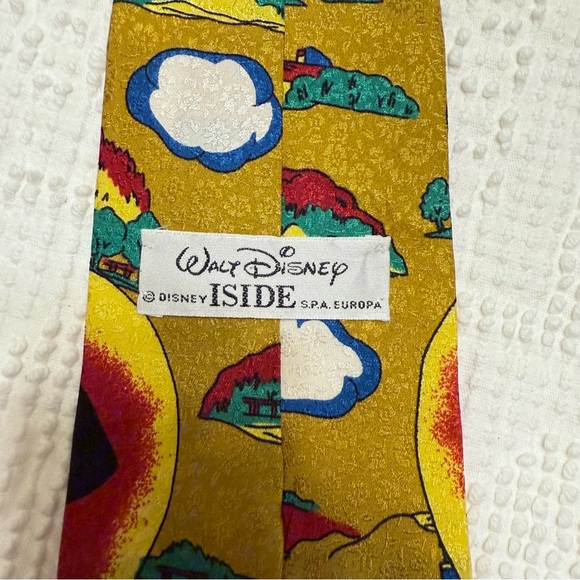 Walt Disney
© DISNEY ISIDE S.P.A. EUROPA